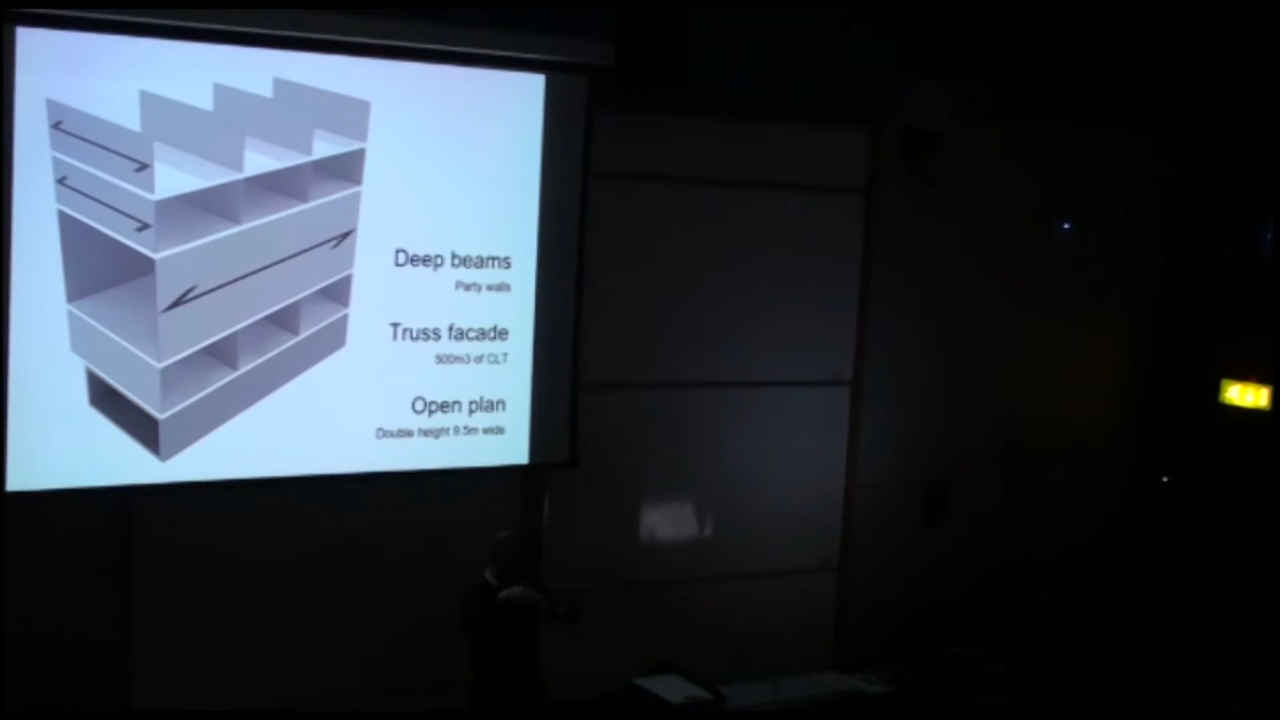 Deep beams
Party walls
Truss facade
500m3 of CLT
Open plan
Double height 9.5m wide